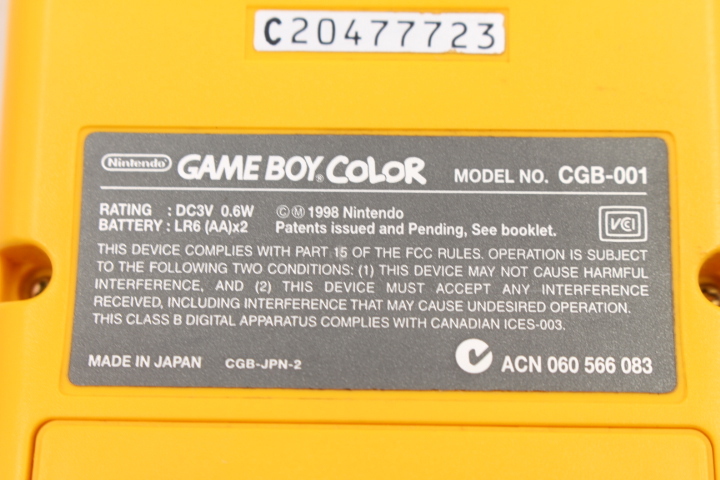 C20477723
Nintendo GAME BOY COLOR MODEL NO. CGB-001
RATING : DC3V 0.6W ©Ⓜ 1998 Nintendo
BATTERY : LR6 (AA)x2 Patents issued and Pending, See booklet.
VCI
THIS DEVICE COMPLIES WITH PART 15 OF THE FCC RULES. OPERATION IS SUBJECT
TO THE FOLLOWING TWO CONDITIONS: (1) THIS DEVICE MAY NOT CAUSE HARMFUL
INTERFERENCE, AND (2) THIS DEVICE MUST ACCEPT ANY INTERFERENCE
RECEIVED, INCLUDING INTERFERENCE THAT MAY CAUSE UNDESIRED OPERATION.
THIS CLASS B DIGITAL APPARATUS COMPLIES WITH CANADIAN ICES-003.
MADE IN JAPAN CGB-JPN-2 ACN 060 566 083